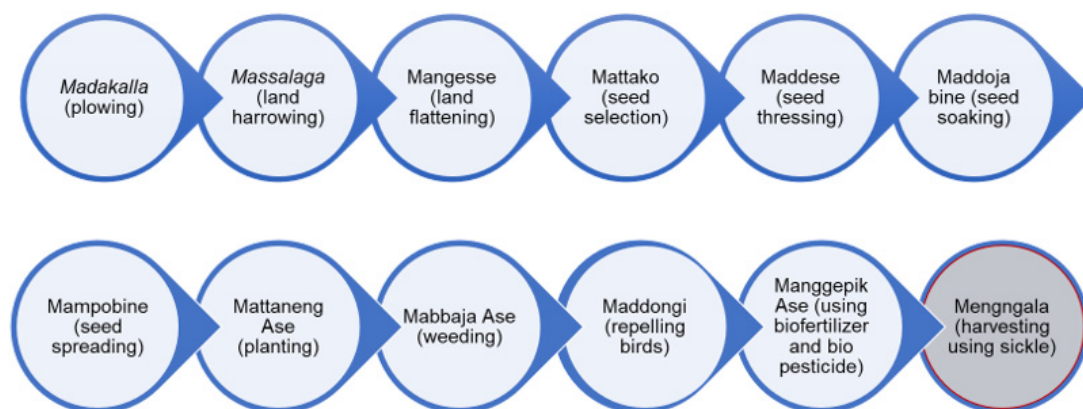 Madakalla
(plowing)
Massalaga
(land
harrowing)
Mangesse
(land
flattening)
Mattako
(seed
selection)
Maddese
(seed
thressing)
Maddoja
bine (seed
soaking)
Mampobine
(seed
spreading)
Mattaneng
Ase
(planting)
Mabbaja Ase
(weeding)
Maddongi
(repelling
birds)
Manggepik
Ase (using
biofertilizer
and bio
pesticide)
Mengngala
(harvesting
using sickle)